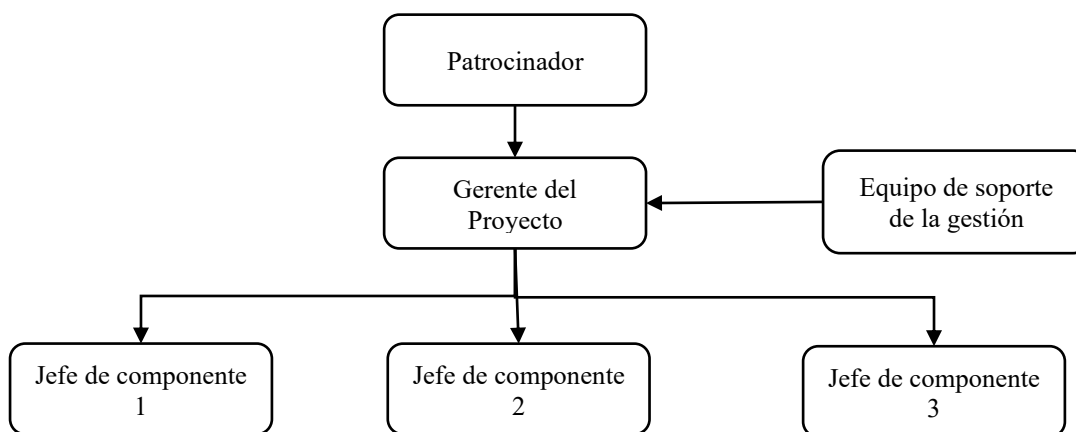 Patrocinador
Gerente del
Proyecto
Equipo de soporte
de la gestión
Jefe de componente
1
Jefe de componente
2
Jefe de componente
3